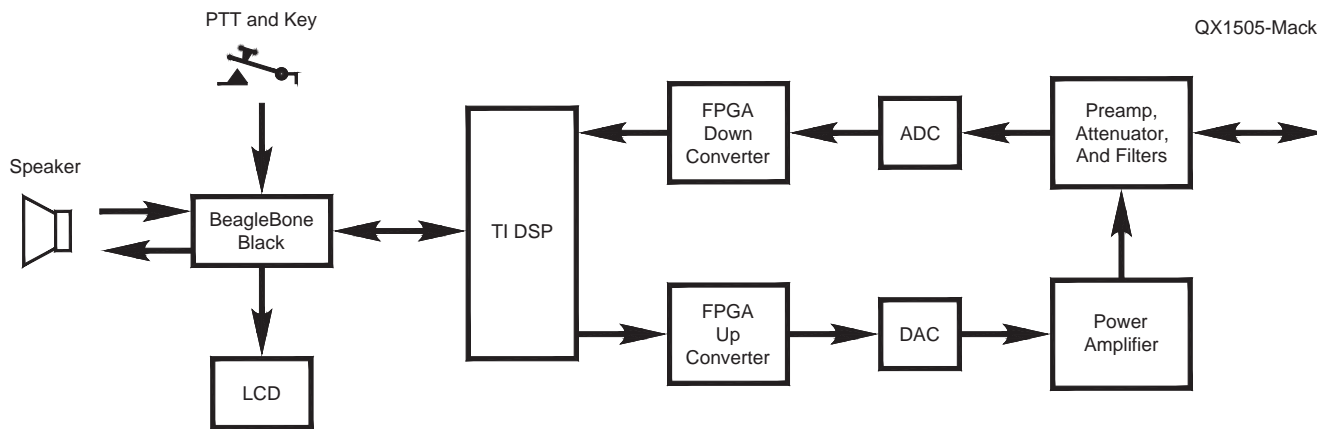 PTT and Key
QX1505-Mack
Speaker
BeagleBone
Black
TI DSP
FPGA
Down
Converter
ADC
Preamp,
Attenuator,
And Filters
LCD
FPGA
Up
Converter
DAC
Power
Amplifier